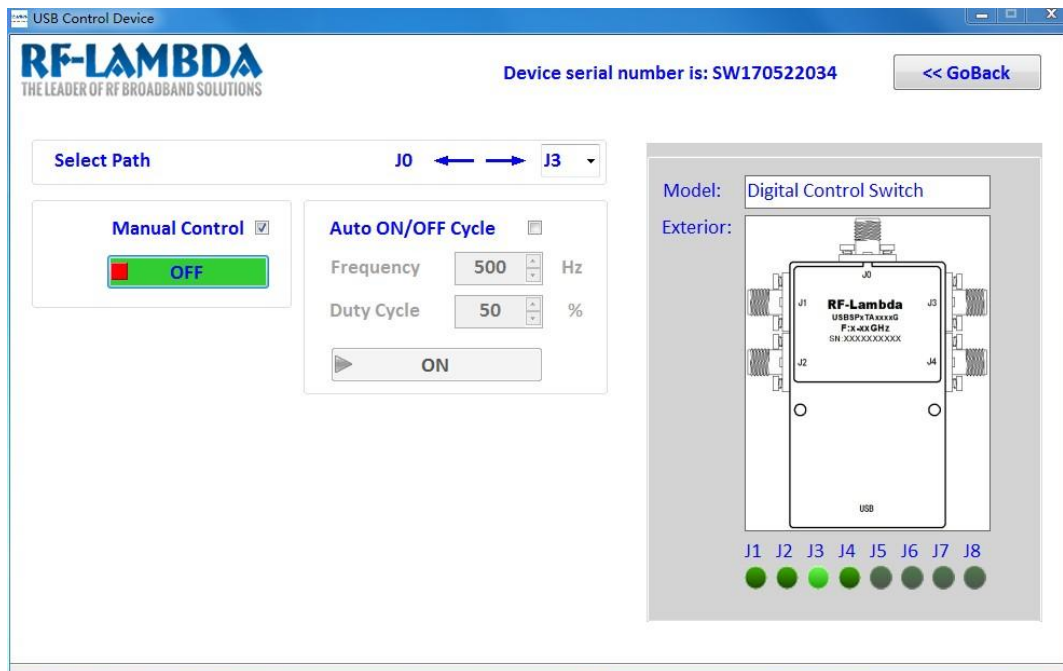 USB Control Device
RF-LAMBDA
THE LEADER OF RF BROADBAND SOLUTIONS
Device serial number is: SW170522034
<< GoBack
Select Path
J0
J3
Manual Control
OFF
Auto ON/OFF Cycle
Frequency 500 Hz
Duty Cycle 50 %
ON
Model: Digital Control Switch
Exterior:
J0
J1
RF-Lambda
J3
USBSPxTAxxxxG
F:x-xxGHz
SN:XXXXXXXXXX
J2
J4
USB
J1 J2 J3 J4 J5 J6 J7 J8